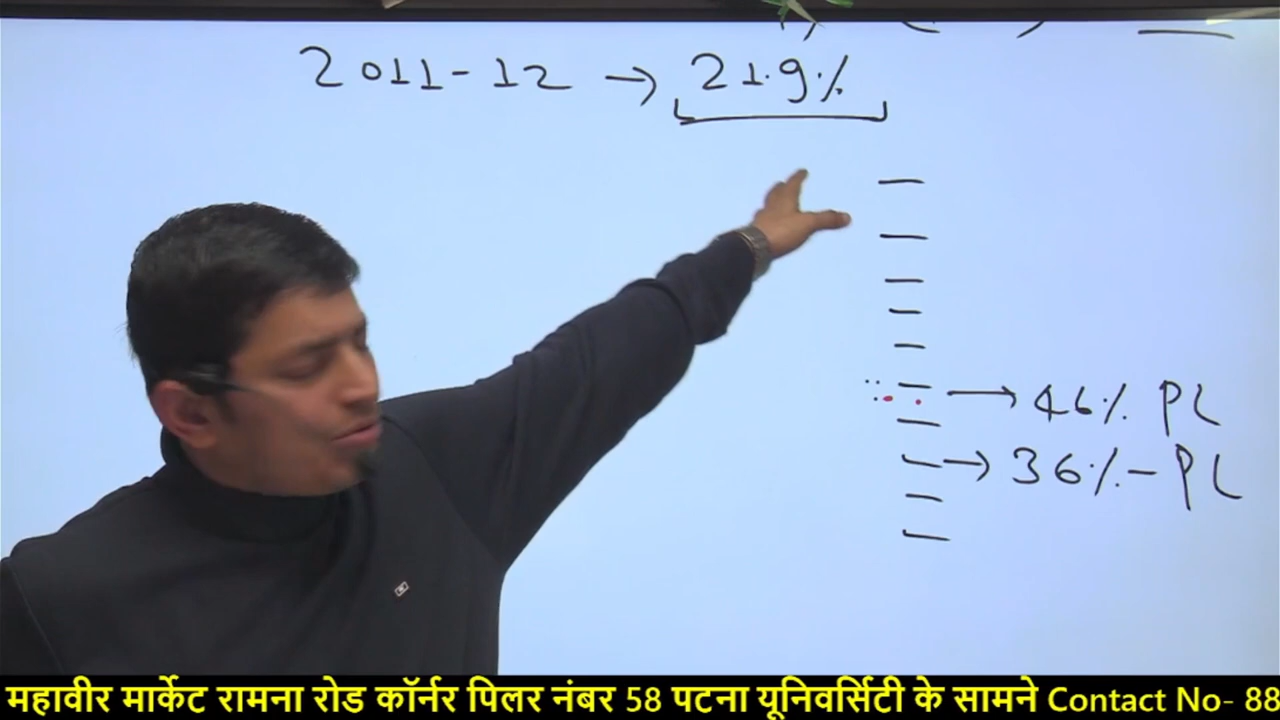 2011-12 → 21.9%
→ 46% PL
→ 36% - PL
महावीर मार्केट रामना रोड कॉर्नर पिलर नंबर 58 पटना यूनिवर्सिटी के सामने Contact No- 88